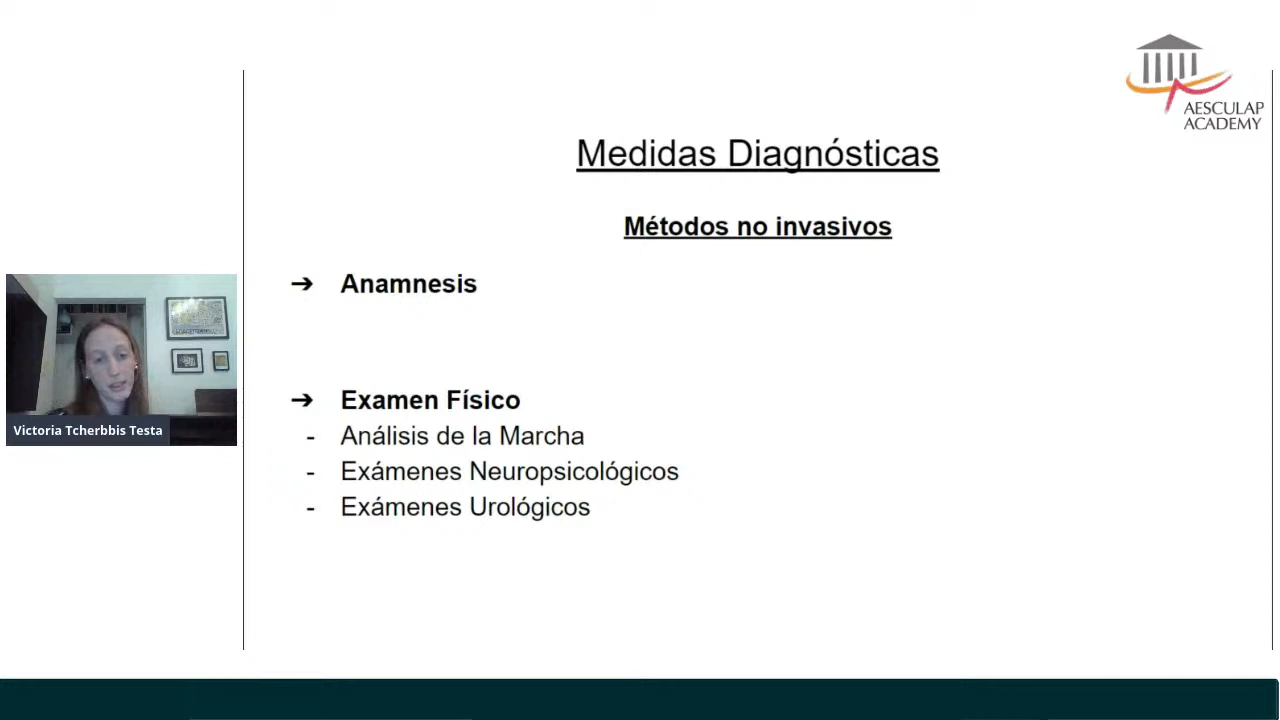 AESCULAP
ACADEMY
Medidas Diagnósticas
Métodos no invasivos
➔ Anamnesis
➔ Examen Físico
- Análisis de la Marcha
- Exámenes Neuropsicológicos
- Exámenes Urológicos
Victoria Tcherbbis Testa